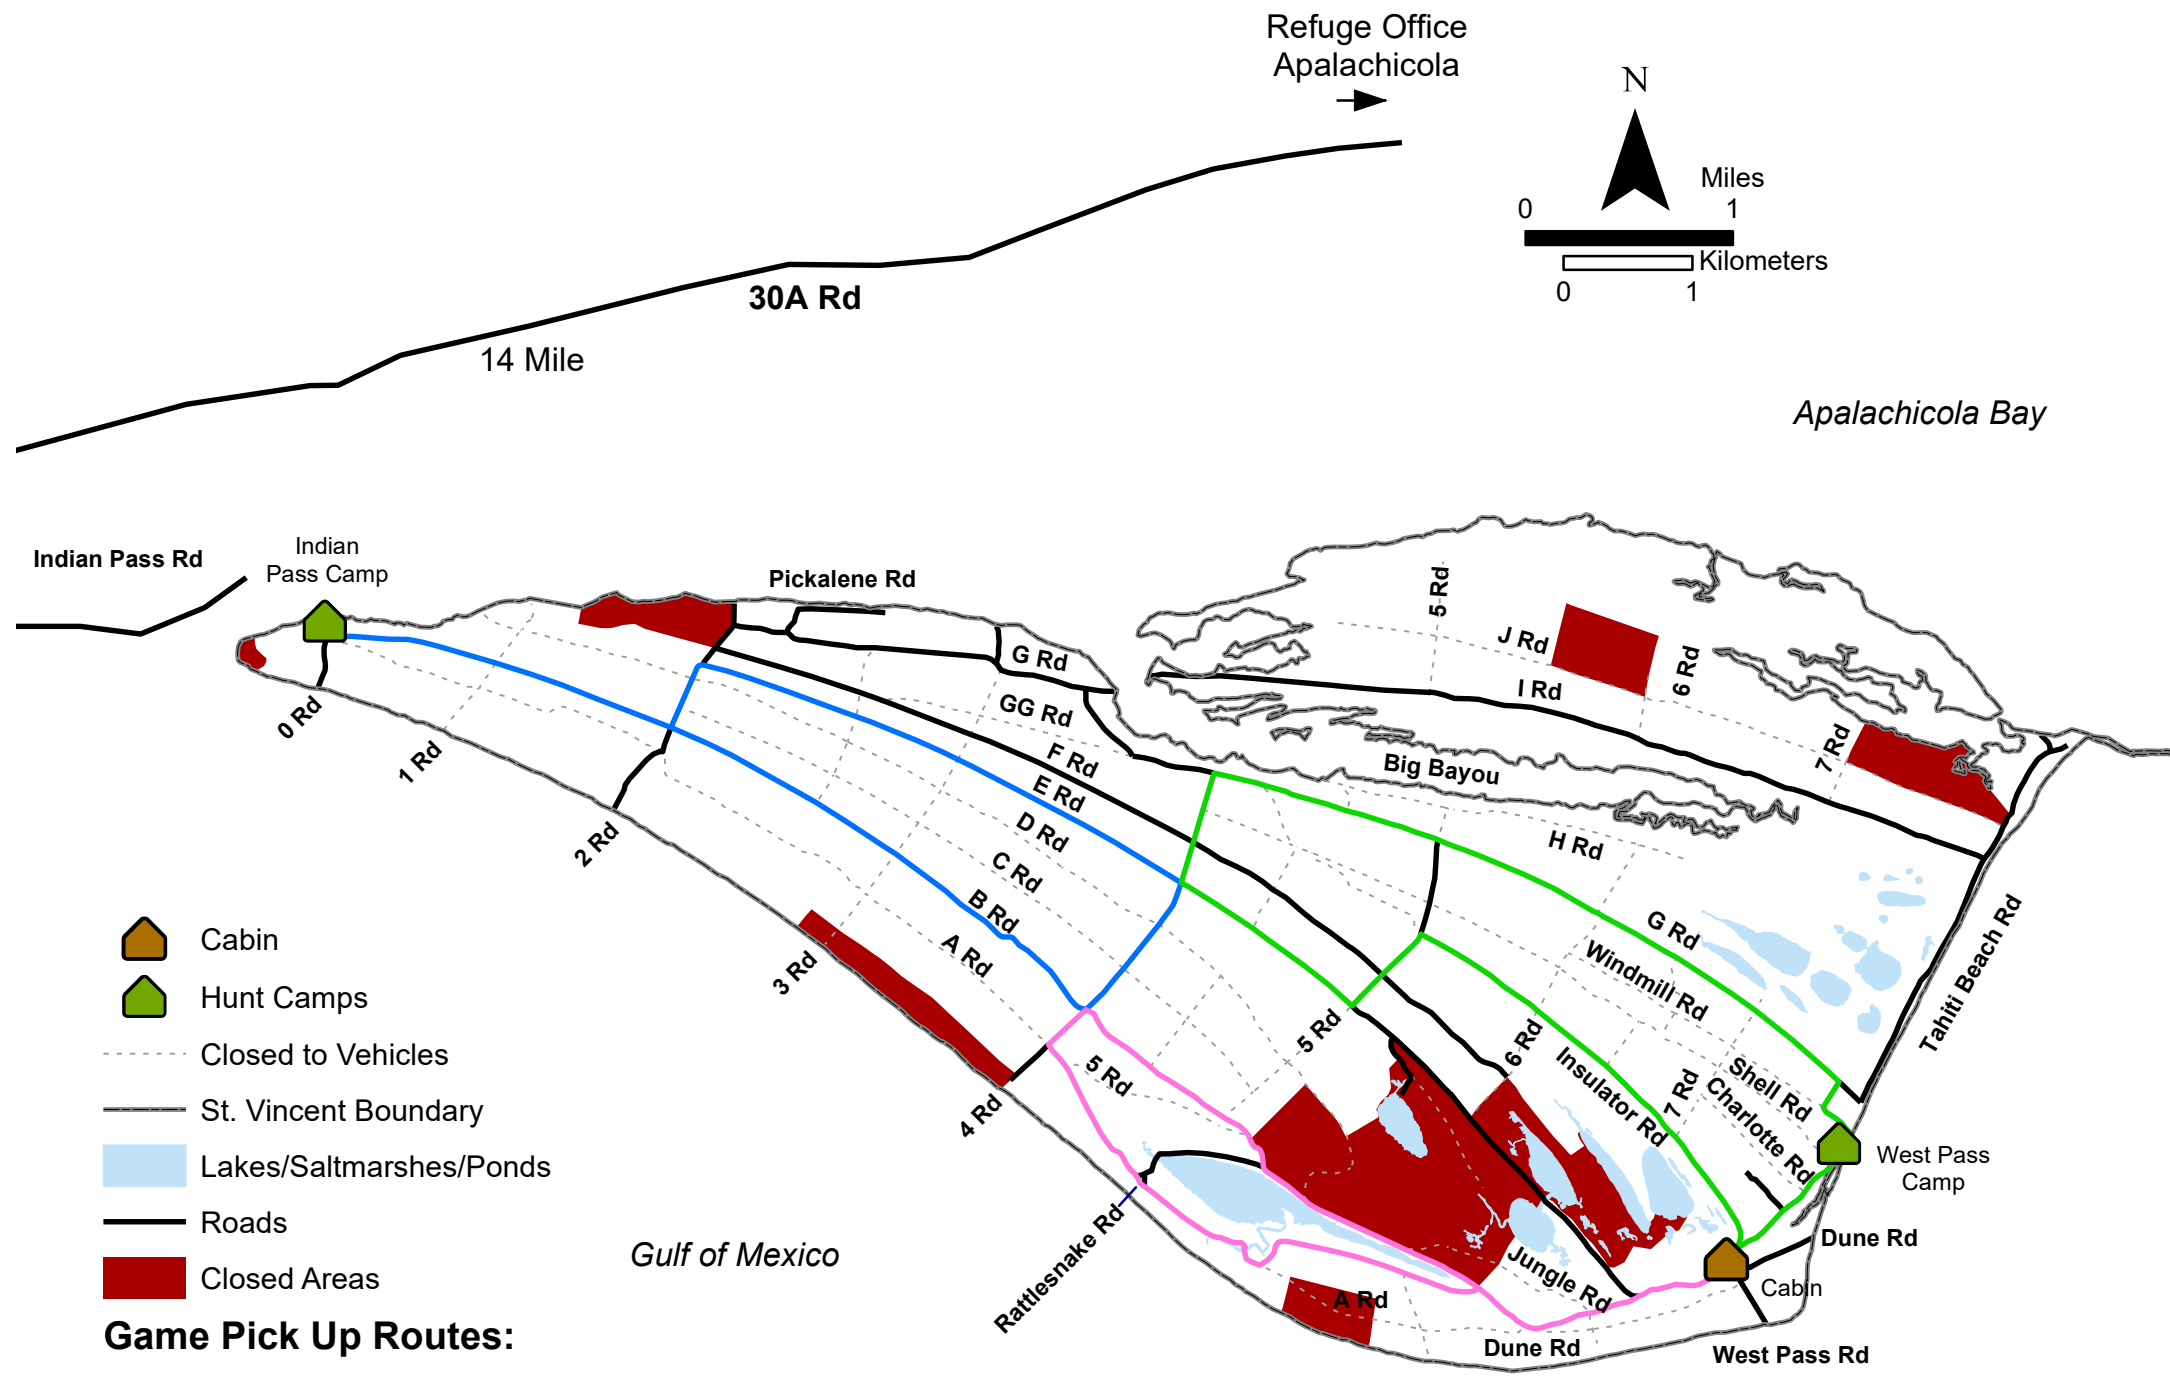 Refuge Office
Apalachicola
N
Miles
0
1
Kilometers
0
1
30A Rd
14 Mile
Apalachicola Bay
Indian Pass Rd
Indian
Pass Camp
Pickalene Rd
5 Rd
J Rd
6 Rd
I Rd
7 Rd
G Rd
GG Rd
F Rd
E Rd
D Rd
C Rd
B Rd
A Rd
Big Bayou
H Rd
G Rd
Windmill Rd
Tahiti Beach Rd
0 Rd
1 Rd
2 Rd
3 Rd
4 Rd
5 Rd
5 Rd
6 Rd
Insulator Rd
7 Rd
Shell Rd
Charlotte Rd
West Pass
Camp
Dune Rd
Cabin
Jungle Rd
A Rd
Dune Rd
West Pass Rd
Rattlesnake Rd
Gulf of Mexico
Cabin
Hunt Camps
Closed to Vehicles
St. Vincent Boundary
Lakes/Saltmarshes/Ponds
Roads
Closed Areas
Game Pick Up Routes: